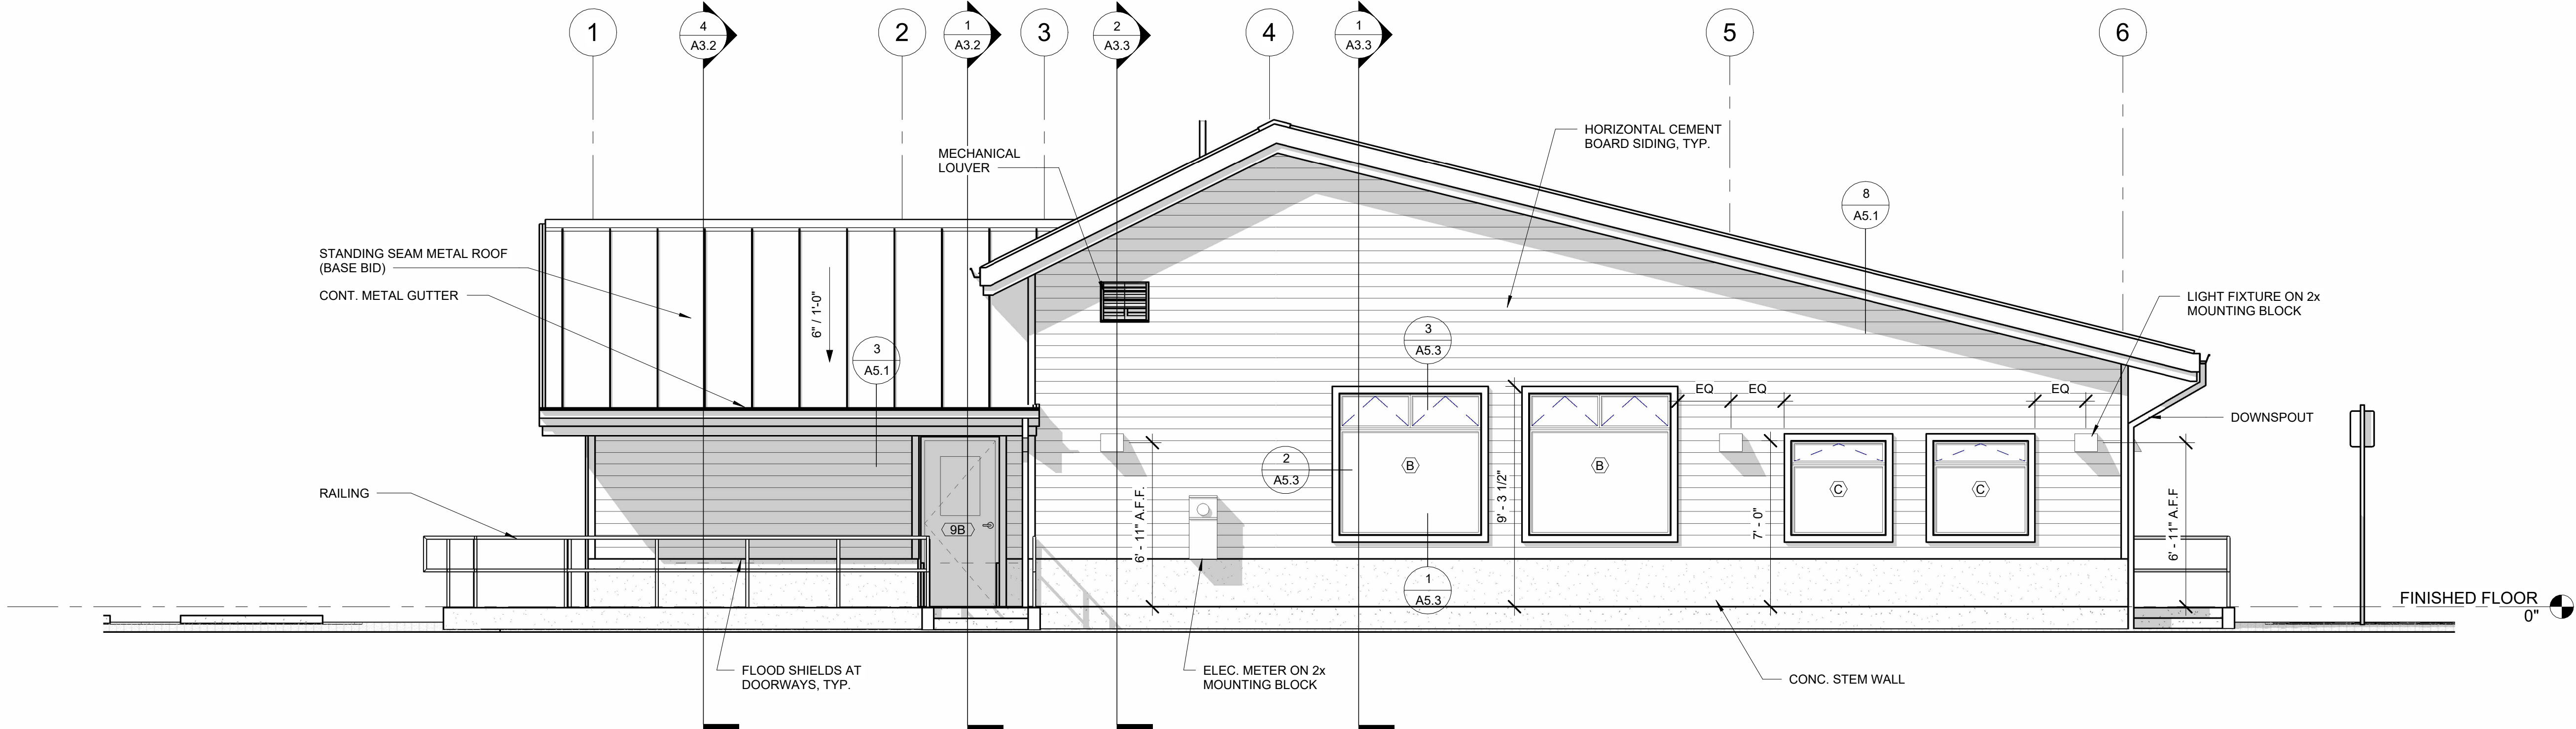 1
4
A3.2
2
1
A3.2
3
2
A3.3
4
1
A3.3
5
6
MECHANICAL
LOUVER
HORIZONTAL CEMENT
BOARD SIDING, TYP.
8
A5.1
STANDING SEAM METAL ROOF
(BASE BID)
CONT. METAL GUTTER
6" / 1'-0"
3
A5.1
3
A5.3
LIGHT FIXTURE ON 2x
MOUNTING BLOCK
EQ
EQ
EQ
DOWNSPOUT
2
A5.3
B
B
C
C
RAILING
9B
6' - 11" A.F.F.
9' - 3 1/2"
7' - 0"
6' - 11" A.F.F
1
A5.3
FINISHED FLOOR
0"
FLOOD SHIELDS AT
DOORWAYS, TYP.
ELEC. METER ON 2x
MOUNTING BLOCK
CONC. STEM WALL